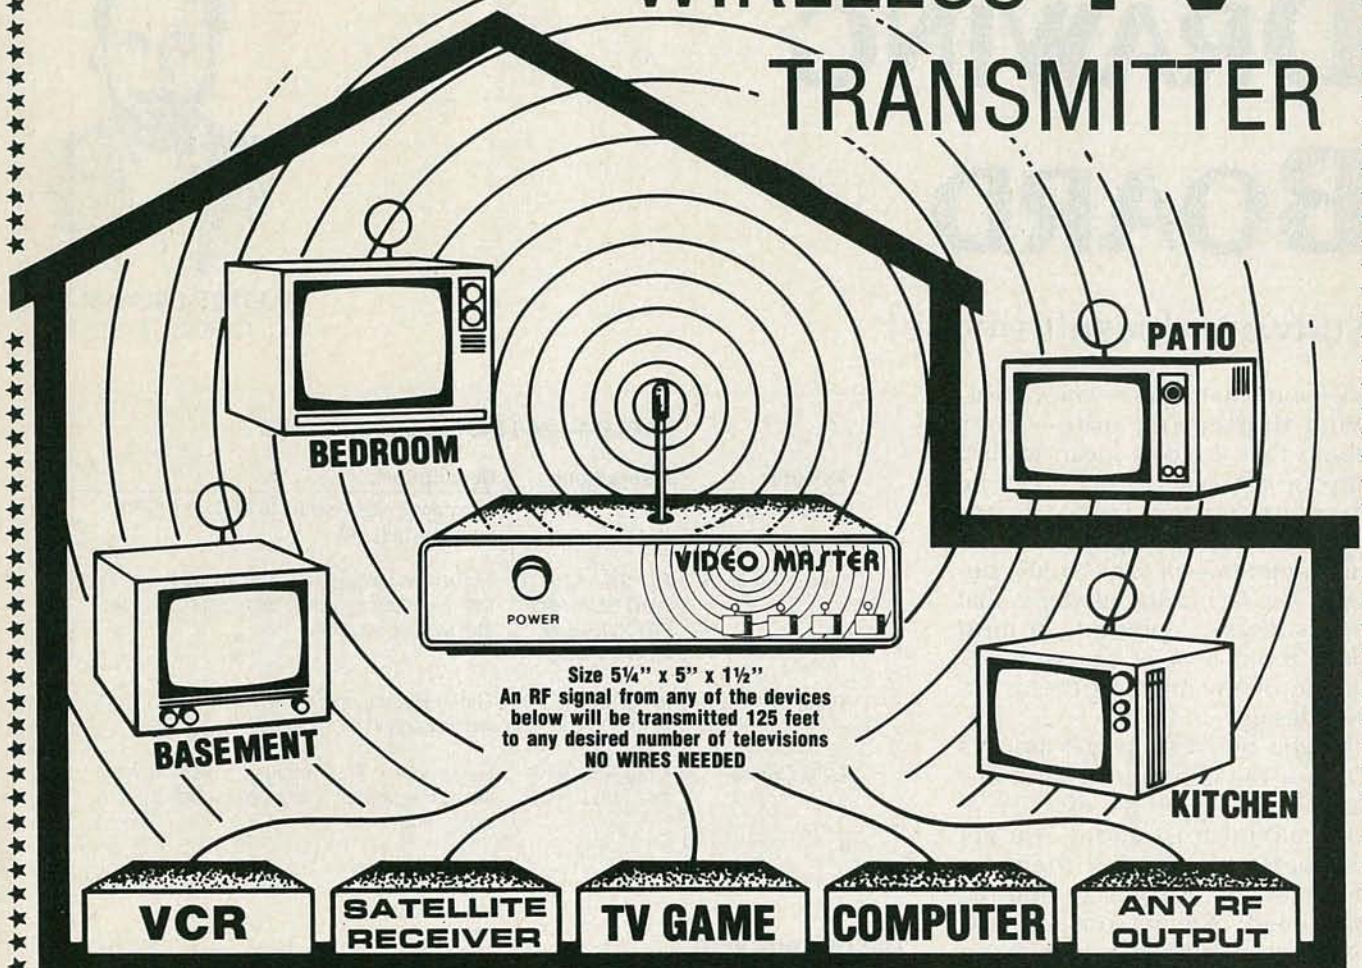 WIRELESS TV
TRANSMITTER
PATIO
BEDROOM
VIDEO MASTER
POWER
Size 5¼" x 5" x 1½"
An RF signal from any of the devices
below will be transmitted 125 feet
to any desired number of televisions
NO WIRES NEEDED
BASEMENT
KITCHEN
VCR
SATELLITE
RECEIVER
TV GAME
COMPUTER
ANY RF
OUTPUT